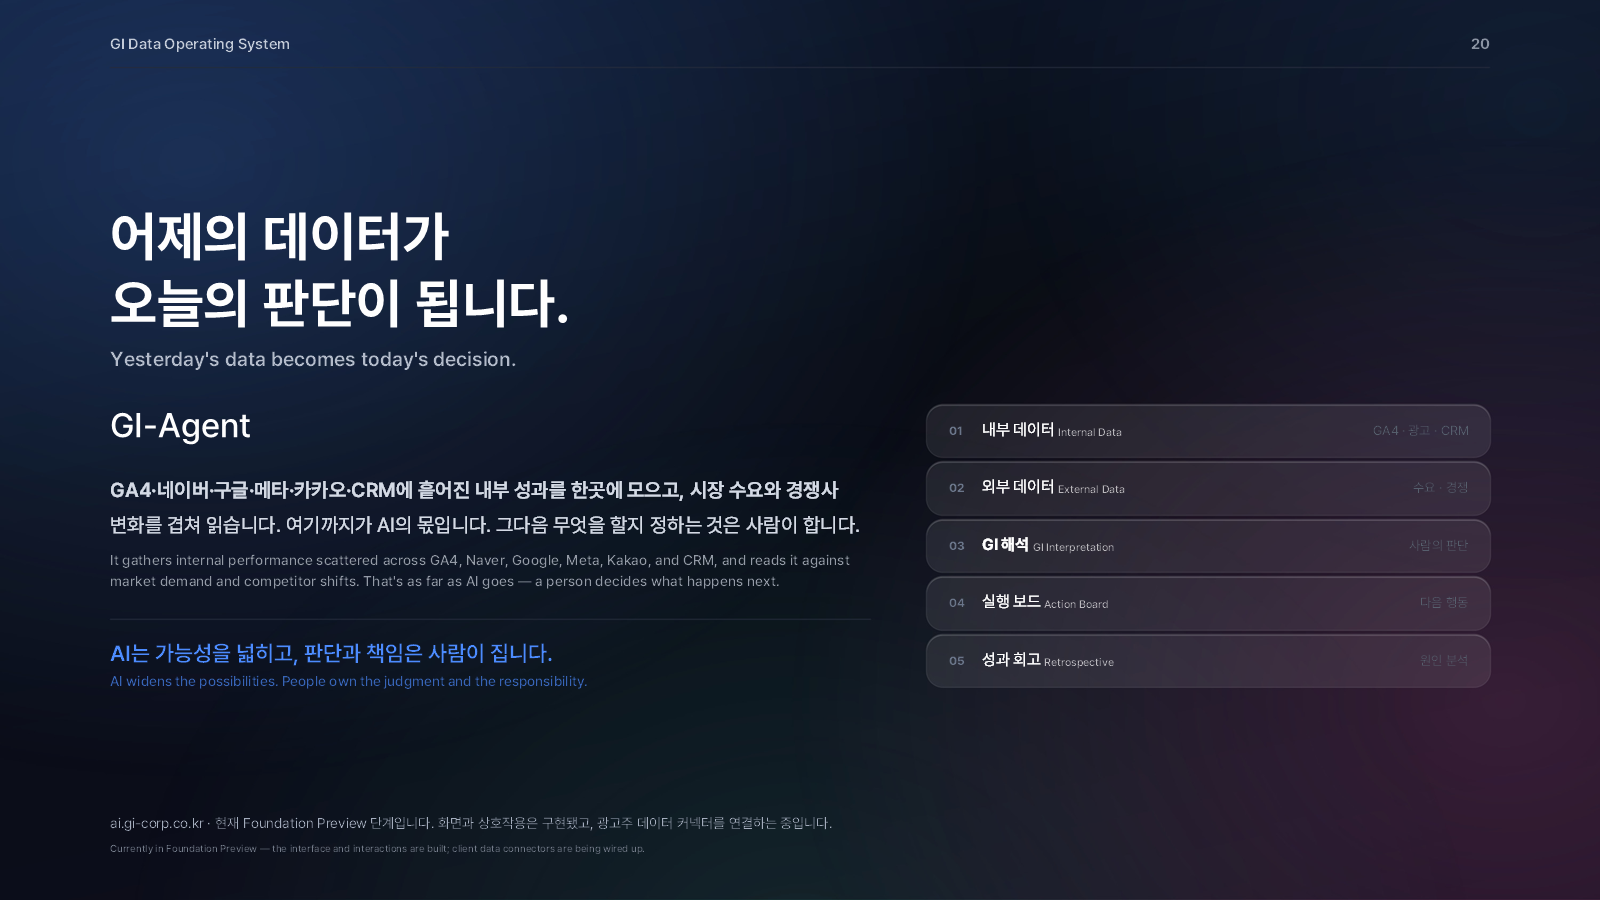 GI Data Operating System
20
어제의 데이터가
오늘의 판단이 됩니다.
Yesterday's data becomes today's decision.
GI-Agent
GA4·네이버·구글·메타·카카오·CRM에 흩어진 내부 성과를 한곳에 모으고, 시장 수요와 경쟁사
변화를 겹쳐 읽습니다. 여기까지가 AI의 몫입니다. 그다음 무엇을 할지 정하는 것은 사람이 합니다.
It gathers internal performance scattered across GA4, Naver, Google, Meta, Kakao, and CRM, and reads it against
market demand and competitor shifts. That's as far as AI goes — a person decides what happens next.
AI는 가능성을 넓히고, 판단과 책임은 사람이 집니다.
AI widens the possibilities. People own the judgment and the responsibility.
01 내부 데이터 Internal Data GA4 · 광고 · CRM
02 외부 데이터 External Data 수요 · 경쟁
03 GI 해석 GI Interpretation 사람의 판단
04 실행 보드 Action Board 다음 행동
05 성과 회고 Retrospective 원인 분석
ai.gi-corp.co.kr · 현재 Foundation Preview 단계입니다. 화면과 상호작용은 구현됐고, 광고주 데이터 커넥터를 연결하는 중입니다.
Currently in Foundation Preview — the interface and interactions are built; client data connectors are being wired up.